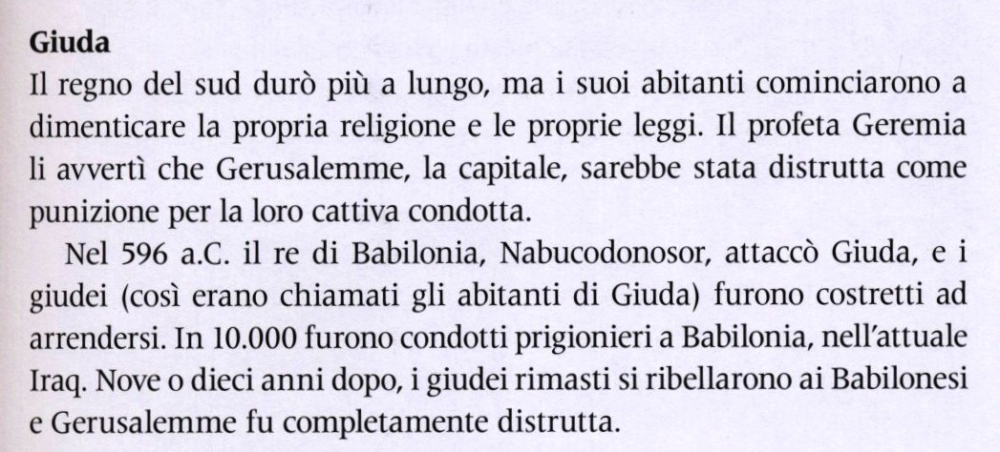 Giuda
Il regno del sud durò più a lungo, ma i suoi abitanti cominciarono a
dimenticare la propria religione e le proprie leggi. Il profeta Geremia
li avvertì che Gerusalemme, la capitale, sarebbe stata distrutta come
punizione per la loro cattiva condotta.
Nel 596 a.C. il re di Babilonia, Nabucodonosor, attaccò Giuda, e i
giudei (così erano chiamati gli abitanti di Giuda) furono costretti ad
arrendersi. In 10.000 furono condotti prigionieri a Babilonia, nell'attuale
Iraq. Nove o dieci anni dopo, i giudei rimasti si ribellarono ai Babilonesi
e Gerusalemme fu completamente distrutta.